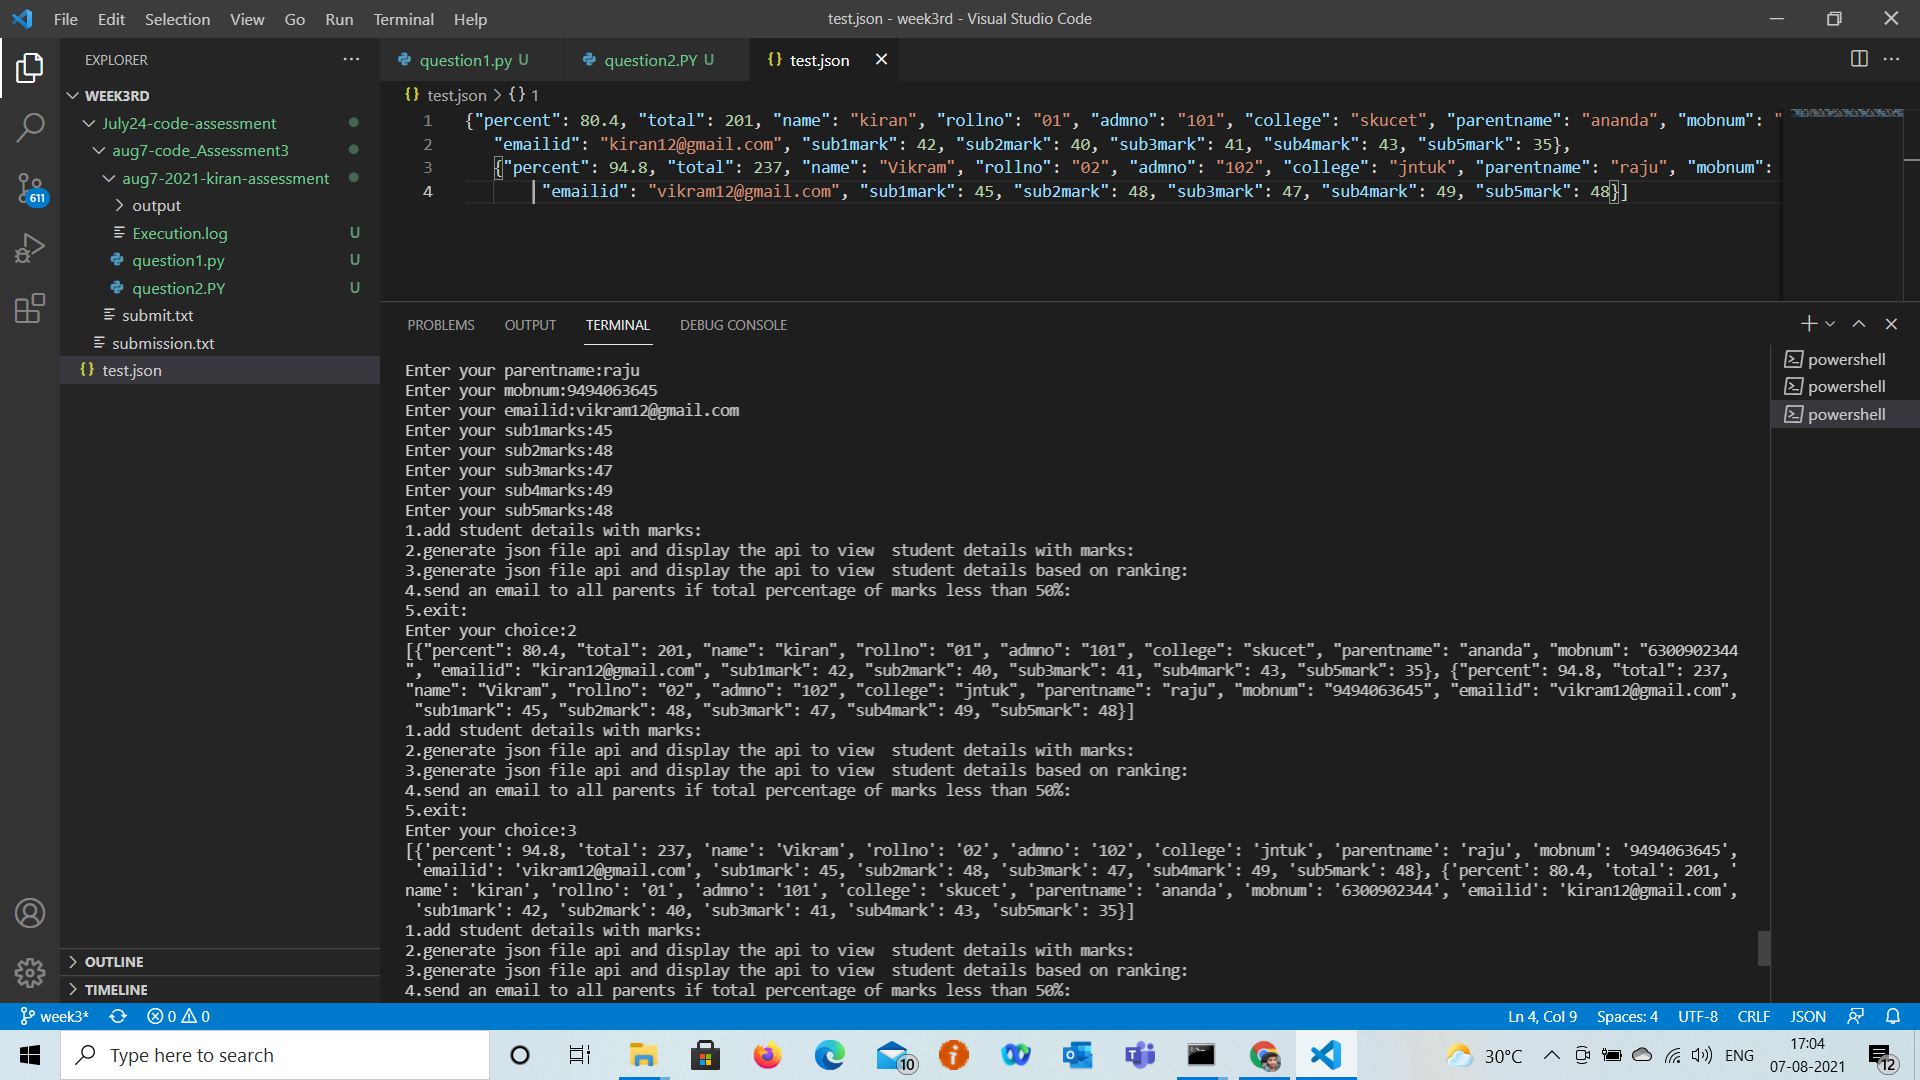 File Edit Selection View Go Run Terminal Help
test.json - week3rd - Visual Studio Code
EXPLORER
WEEK3RD
July24-code-assessment
aug7-code_Assessment3
aug7-2021-kiran-assessment
output
Execution.log U
question1.py U
question2.PY U
submit.txt
submission.txt
test.json
OUTLINE
TIMELINE
611
question1.py U question2.PY U test.json
test.json > {} 1
1 {"percent": 80.4, "total": 201, "name": "kiran", "rollno": "01", "admno": "101", "college": "skucet", "parentname": "ananda", "mobnum": "
2 "emailid": "kiran12@gmail.com", "sub1mark": 42, "sub2mark": 40, "sub3mark": 41, "sub4mark": 43, "sub5mark": 35},
3 {"percent": 94.8, "total": 237, "name": "Vikram", "rollno": "02", "admno": "102", "college": "jntuk", "parentname": "raju", "mobnum":
4 "emailid": "vikram12@gmail.com", "sub1mark": 45, "sub2mark": 48, "sub3mark": 47, "sub4mark": 49, "sub5mark": 48}]
PROBLEMS OUTPUT TERMINAL DEBUG CONSOLE
powershell
powershell
powershell
Enter your parentname:raju
Enter your mobnum:9494063645
Enter your emailid:vikram12@gmail.com
Enter your sub1marks:45
Enter your sub2marks:48
Enter your sub3marks:47
Enter your sub4marks:49
Enter your sub5marks:48
1.add student details with marks:
2.generate json file api and display the api to view  student details with marks:
3.generate json file api and display the api to view  student details based on ranking:
4.send an email to all parents if total percentage of marks less than 50%:
5.exit:
Enter your choice:2
[{"percent": 80.4, "total": 201, "name": "kiran", "rollno": "01", "admno": "101", "college": "skucet", "parentname": "ananda", "mobnum": "6300902344
", "emailid": "kiran12@gmail.com", "sub1mark": 42, "sub2mark": 40, "sub3mark": 41, "sub4mark": 43, "sub5mark": 35}, {"percent": 94.8, "total": 237,
"name": "Vikram", "rollno": "02", "admno": "102", "college": "jntuk", "parentname": "raju", "mobnum": "9494063645", "emailid": "vikram12@gmail.com",
"sub1mark": 45, "sub2mark": 48, "sub3mark": 47, "sub4mark": 49, "sub5mark": 48}]
1.add student details with marks:
2.generate json file api and display the api to view  student details with marks:
3.generate json file api and display the api to view  student details based on ranking:
4.send an email to all parents if total percentage of marks less than 50%:
5.exit:
Enter your choice:3
[{'percent': 94.8, 'total': 237, 'name': 'Vikram', 'rollno': '02', 'admno': '102', 'college': 'jntuk', 'parentname': 'raju', 'mobnum': '9494063645',
'emailid': 'vikram12@gmail.com', 'sub1mark': 45, 'sub2mark': 48, 'sub3mark': 47, 'sub4mark': 49, 'sub5mark': 48}, {'percent': 80.4, 'total': 201, '
name': 'kiran', 'rollno': '01', 'admno': '101', 'college': 'skucet', 'parentname': 'ananda', 'mobnum': '6300902344', 'emailid': 'kiran12@gmail.com',
'sub1mark': 42, 'sub2mark': 40, 'sub3mark': 41, 'sub4mark': 43, 'sub5mark': 35}]
1.add student details with marks:
2.generate json file api and display the api to view  student details with marks:
3.generate json file api and display the api to view  student details based on ranking:
4.send an email to all parents if total percentage of marks less than 50%:
week3* 0 0 Ln 4, Col 9 Spaces: 4 UTF-8 CRLF JSON
Type here to search
10
30°C ENG
17:04
07-08-2021
12